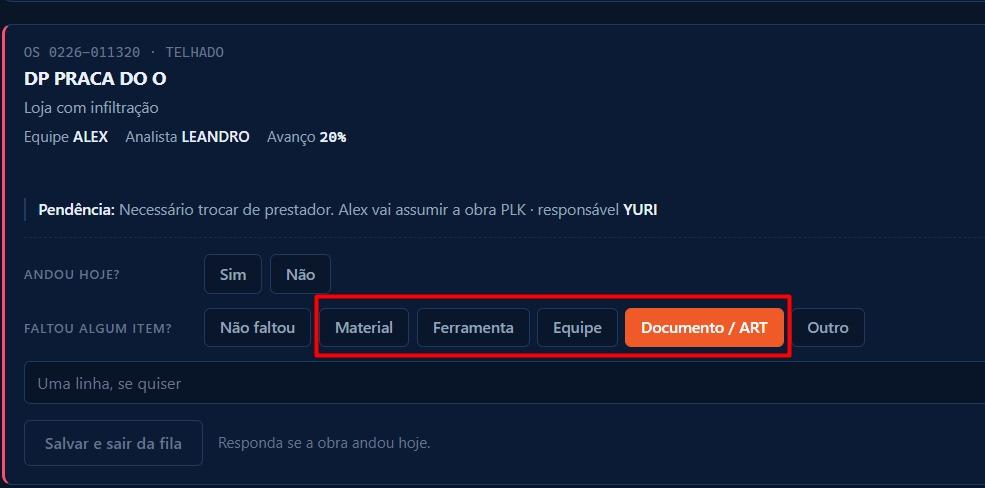 OS 0226-011320 · TELHADO
DP PRACA DO O
Loja com infiltração
Equipe ALEX Analista LEANDRO Avanço 20%
Pendência: Necessário trocar de prestador. Alex vai assumir a obra PLK · responsável YURI
ANDOU HOJE? Sim Não
FALTOU ALGUM ITEM? Não faltou Material Ferramenta Equipe Documento / ART Outro
Uma linha, se quiser
Salvar e sair da fila Responda se a obra andou hoje.